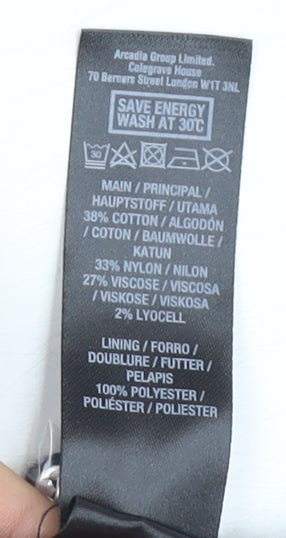 Arcadia Group Limited.
Colegrave House
70 Berners Street London W1T 3NL
SAVE ENERGY
WASH AT 30°C
30
MAIN / PRINCIPAL /
HAUPTSTOFF / UTAMA
38% COTTON / ALGODÓN
/ COTON / BAUMWOLLE /
KATUN
33% NYLON / NILON
27% VISCOSE / VISCOSA
/ VISKOSE / VISKOSA
2% LYOCELL
LINING / FORRO /
DOUBLURE / FUTTER /
PELAPIS
100% POLYESTER /
POLIÉSTER / POLIESTER